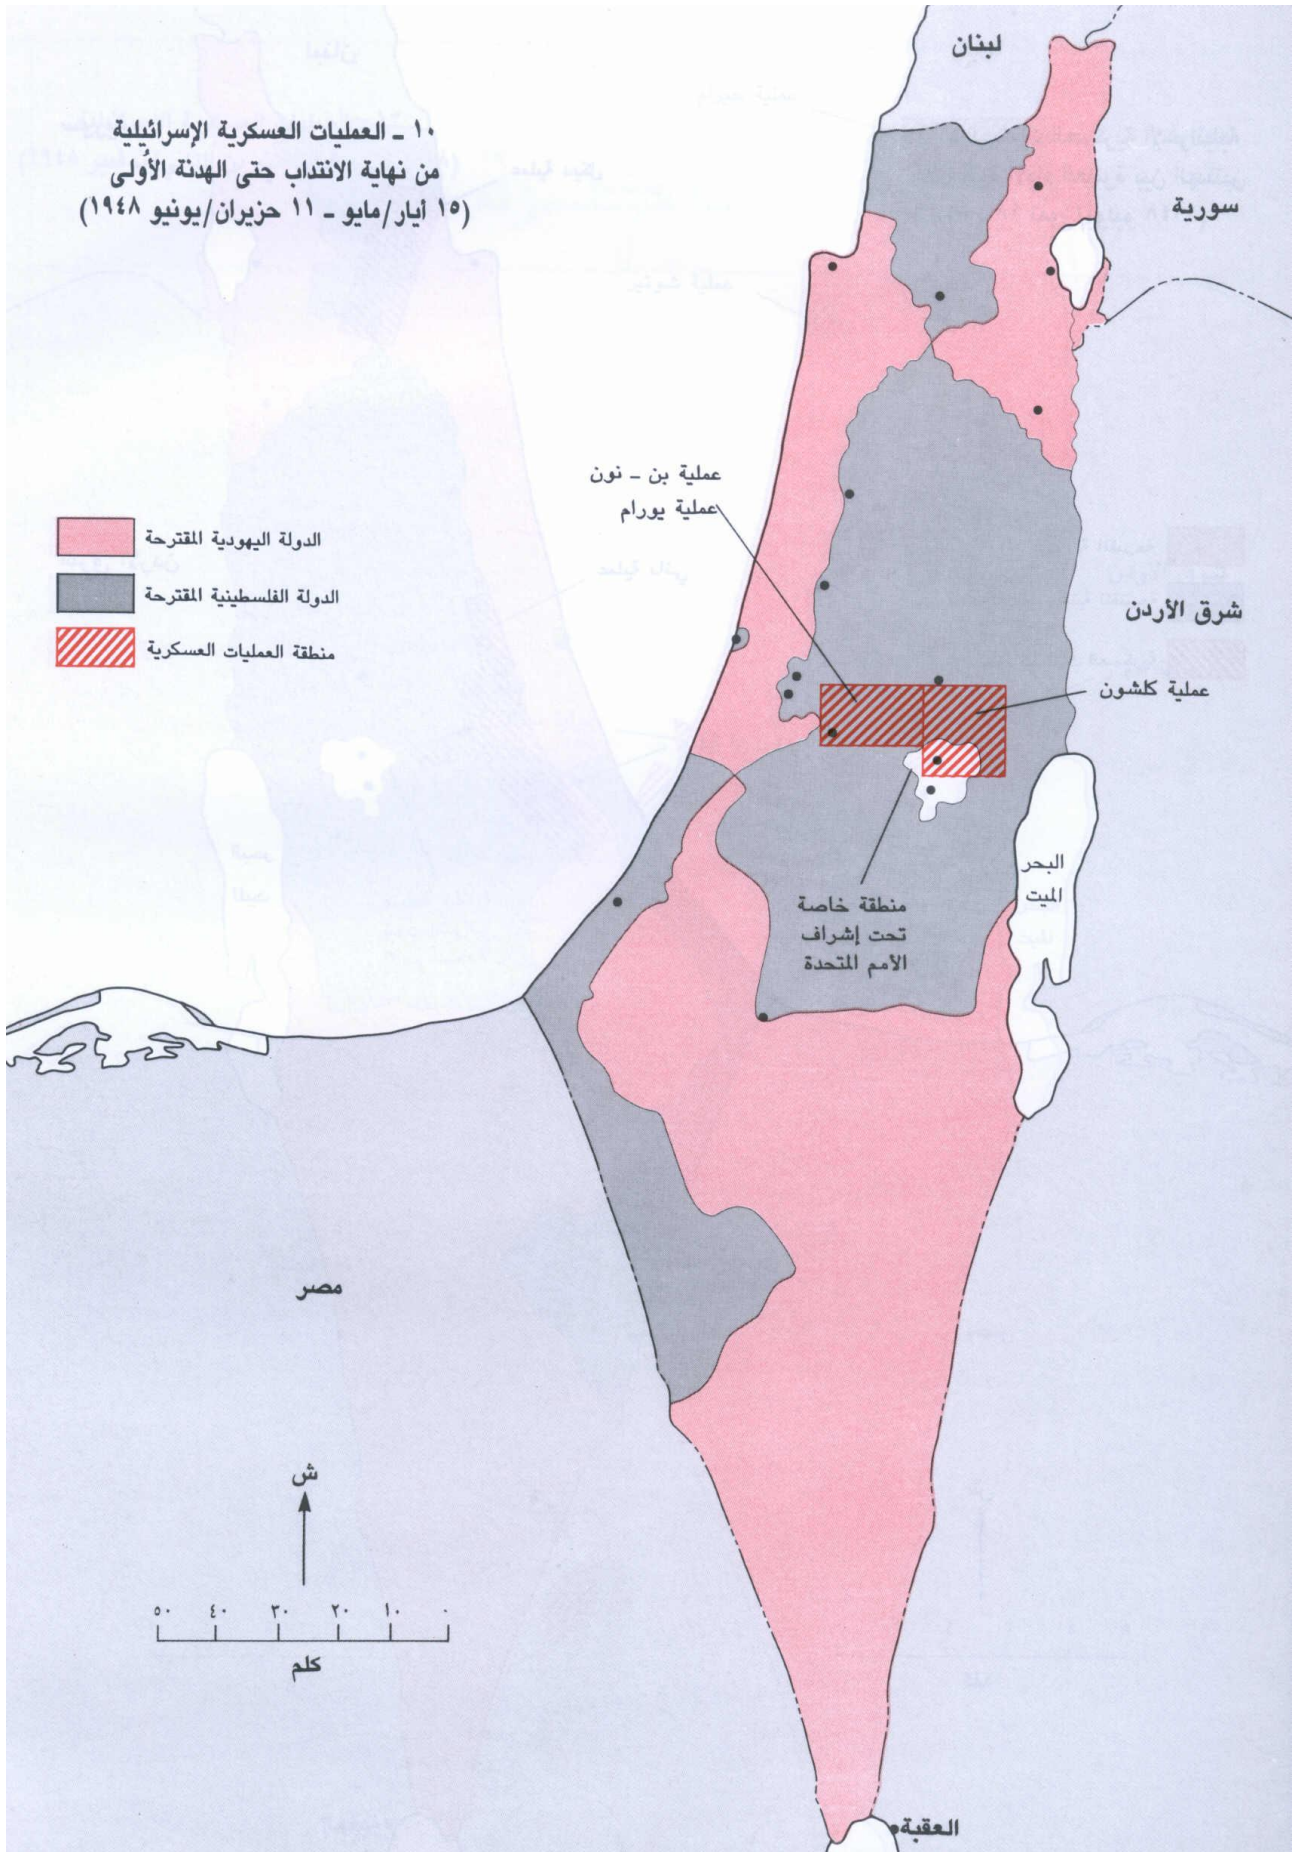 لبنان
١٠ ـ العمليات العسكرية الإسرائيلية
من نهاية الانتداب حتى الهدنة الأولى
(١٥ أيار/مايو ـ ١١ حزيران/يونيو ١٩٤٨)
سورية
عملية بن ـ نون
عملية يورام
الدولة اليهودية المقترحة
الدولة الفلسطينية المقترحة
منطقة العمليات العسكرية
شرق الأردن
عملية كلشون
البحر
الميت
منطقة خاصة
تحت إشراف
الأمم المتحدة
مصر
ش
٥٠ ٤٠ ٣٠ ٢٠ ١٠ ٠
كلم
العقبة